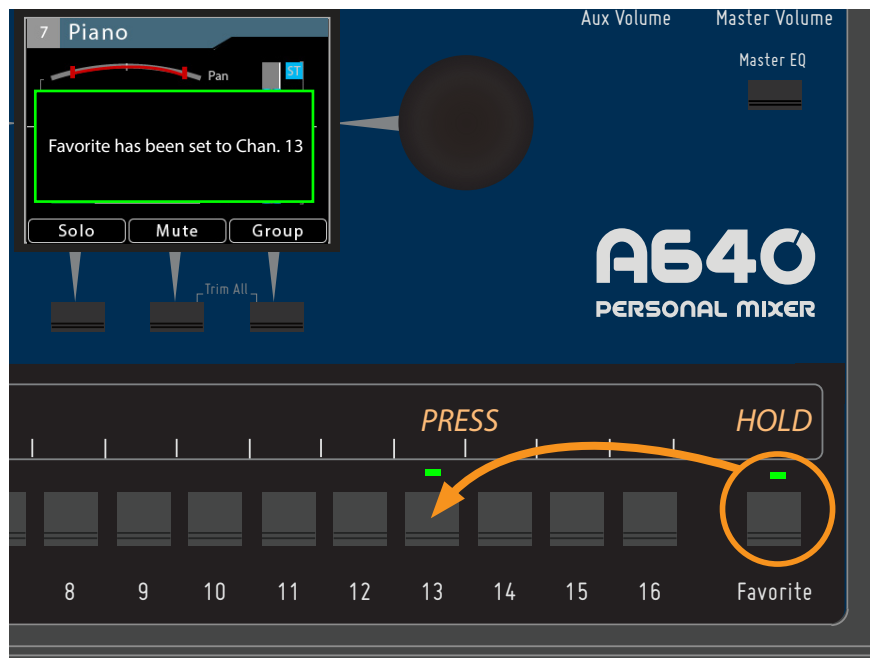 Aux Volume
Master Volume
7 Piano
Master EQ
Pan
ST
Favorite has been set to Chan. 13
Solo
Mute
Group
Trim All
A640
PERSONAL MIXER
PRESS
HOLD
8
9
10
11
12
13
14
15
16
Favorite